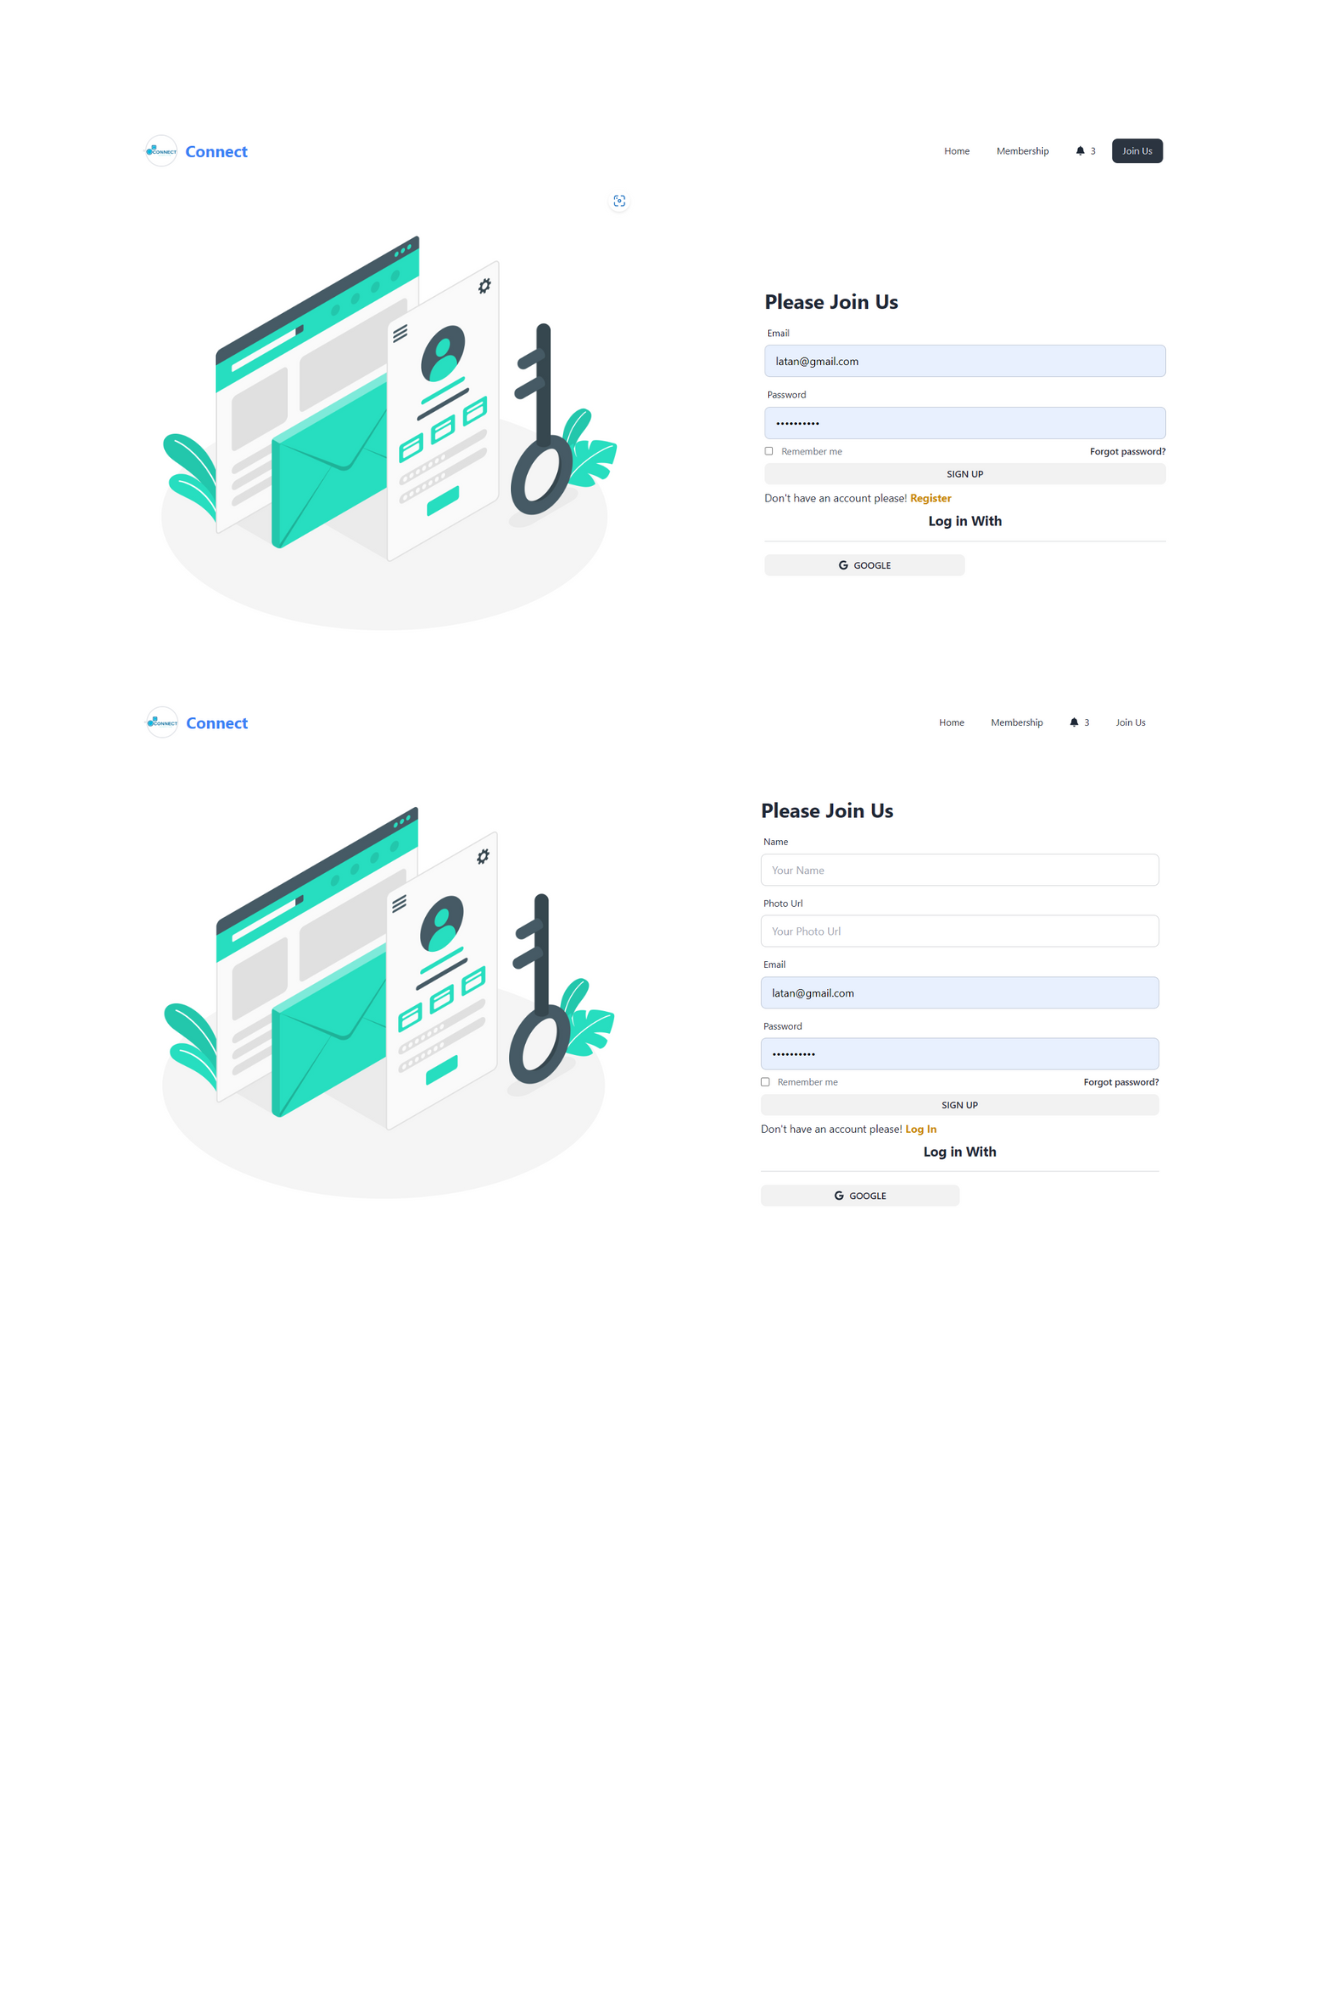 CONNECT Connect Home Membership 3 Join Us
Please Join Us
Email
latan@gmail.com
Password
••••••••••
Remember me Forgot password?
SIGN UP
Don't have an account please! Register
Log in With
GOOGLE
CONNECT Connect Home Membership 3 Join Us
Please Join Us
Name
Your Name
Photo Url
Your Photo Url
Email
latan@gmail.com
Password
••••••••••
Remember me Forgot password?
SIGN UP
Don't have an account please! Log In
Log in With
GOOGLE